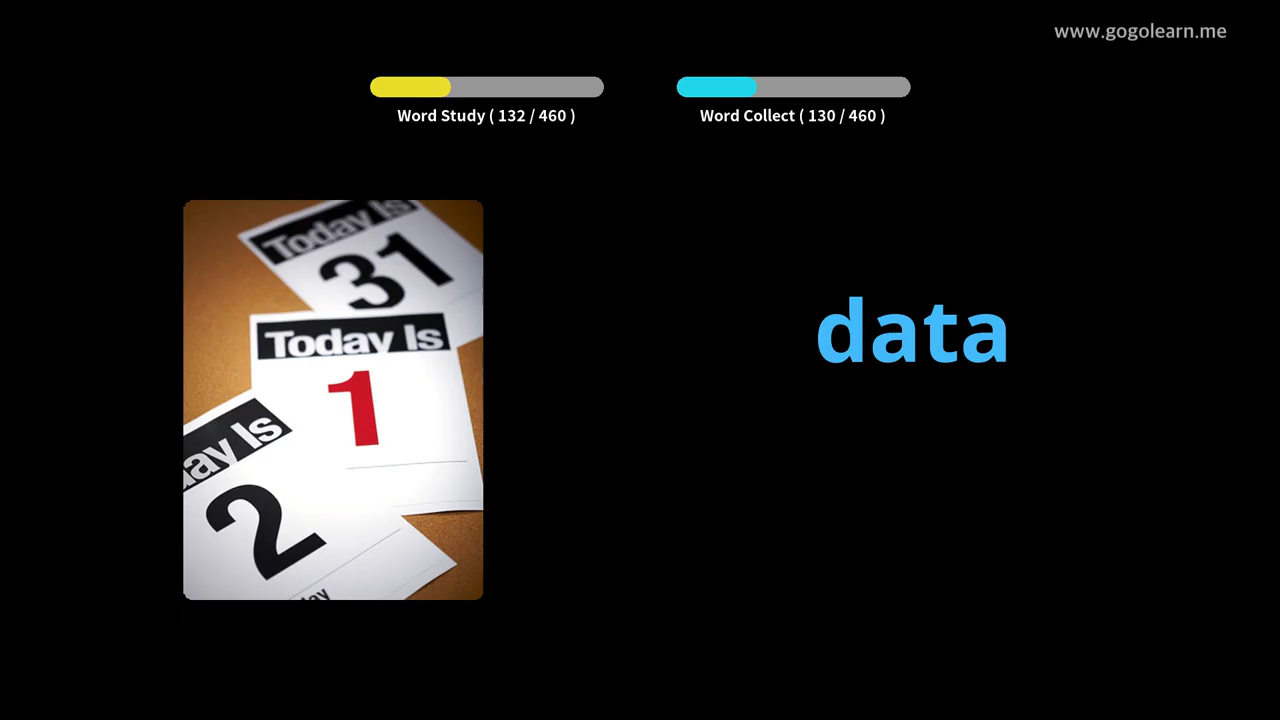 www.gogolearn.me
Word Study ( 132 / 460 )
Word Collect ( 130 / 460 )
Today Is
31
Today Is
1
day Is
2
data